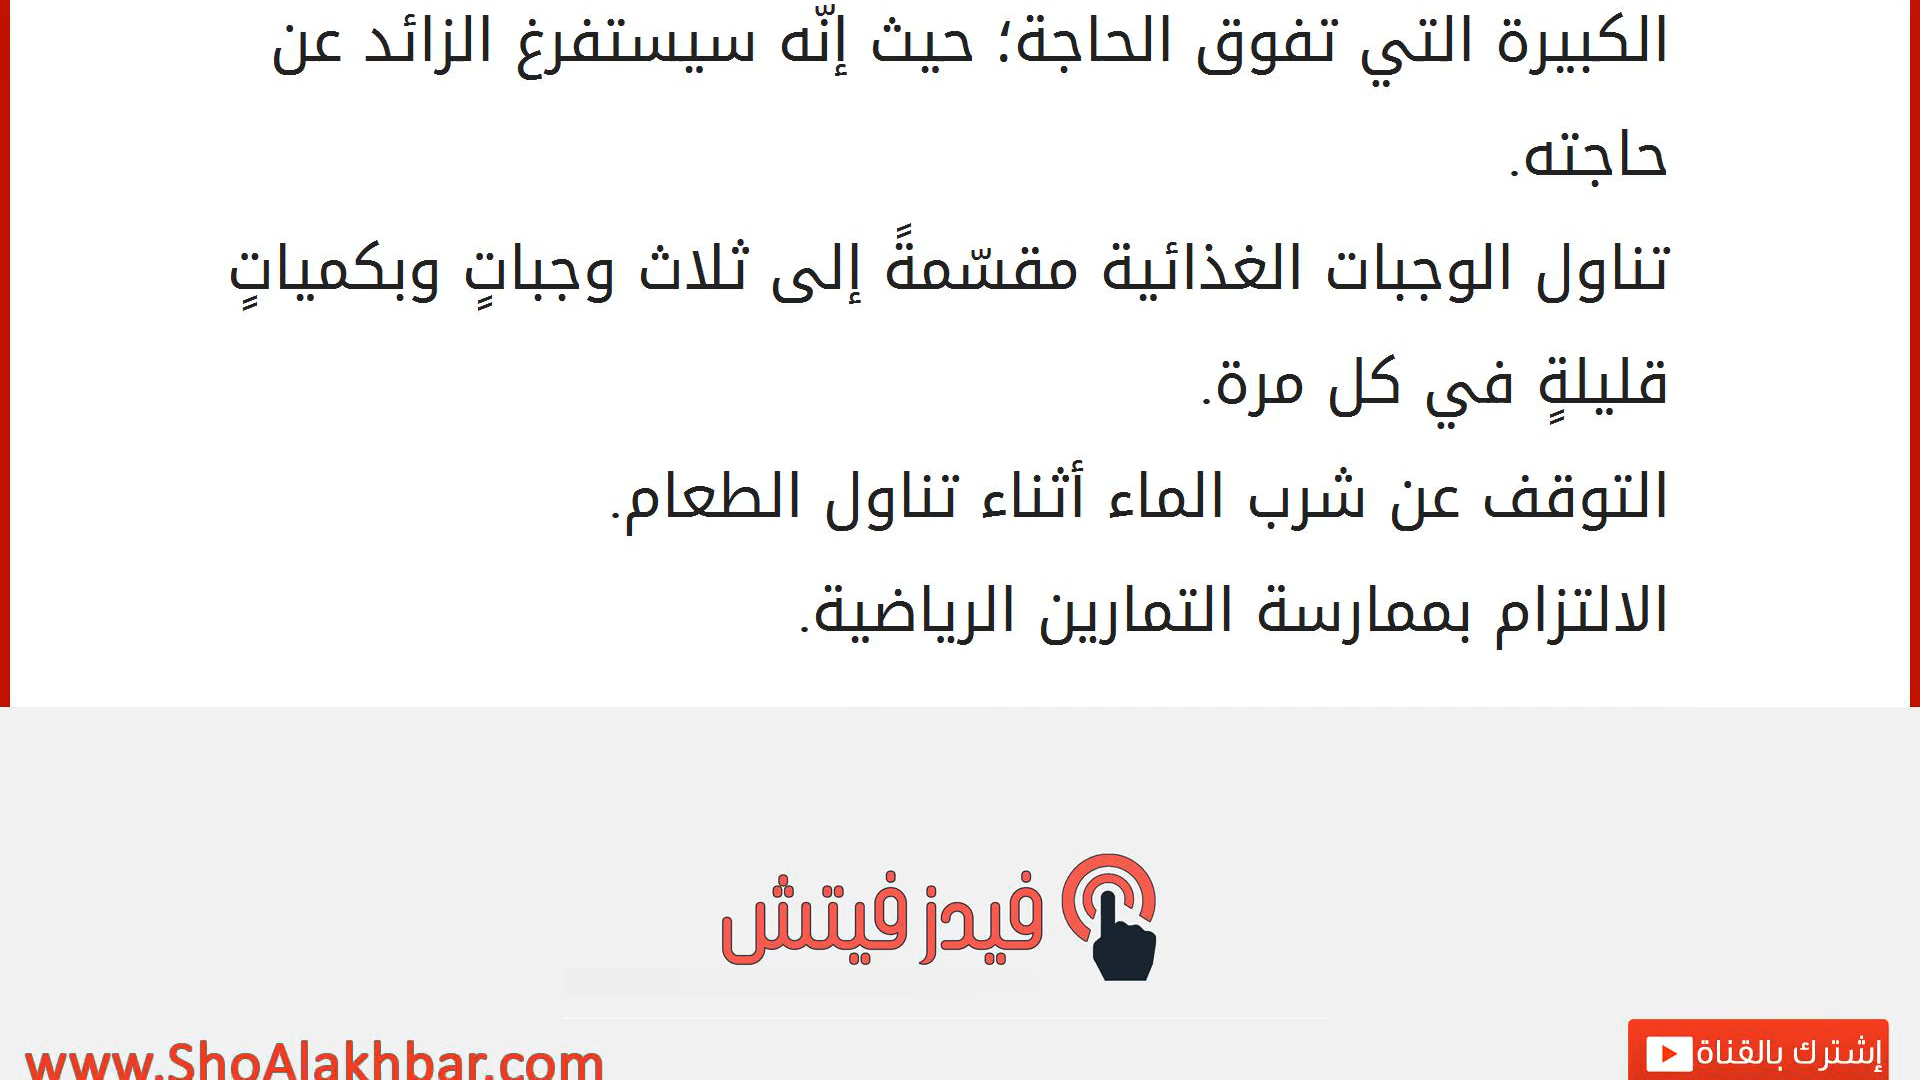 الكبيرة التي تفوق الحاجة؛ حيث إنّه سيستفرغ الزائد عن
حاجته.
تناول الوجبات الغذائية مقسّمةً إلى ثلاث وجباتٍ وبكمياتٍ
قليلةٍ في كل مرة.
التوقف عن شرب الماء أثناء تناول الطعام.
الالتزام بممارسة التمارين الرياضية.
فيدز فيتش
www.ShoAlakhbar.com
إشترك بالقناة